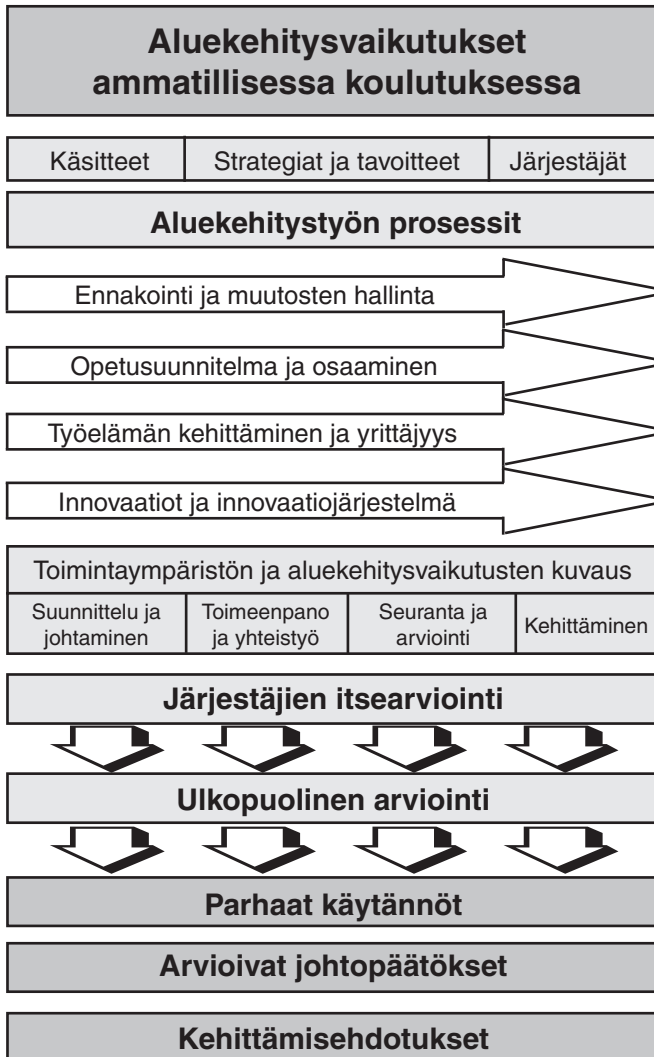 Aluekehitysvaikutukset
ammatillisessa koulutuksessa
Käsitteet
Strategiat ja tavoitteet
Järjestäjät
Aluekehitystyön prosessit
Ennakointi ja muutosten hallinta
Opetusuunnitelma ja osaaminen
Työelämän kehittäminen ja yrittäjyys
Innovaatiot ja innovaatiojärjestelmä
Toimintaympäristön ja aluekehitysvaikutusten kuvaus
Suunnittelu ja
johtaminen
Toimeenpano
ja yhteistyö
Seuranta ja
arviointi
Kehittäminen
Järjestäjien itsearviointi
Ulkopuolinen arviointi
Parhaat käytännöt
Arvioivat johtopäätökset
Kehittämisehdotukset